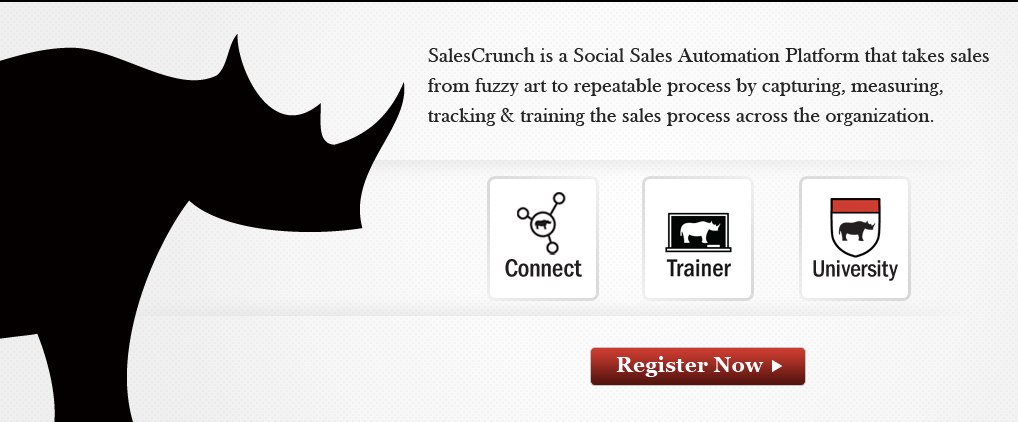 SalesCrunch is a Social Sales Automation Platform that takes sales
from fuzzy art to repeatable process by capturing, measuring,
tracking & training the sales process across the organization.
Connect
Trainer
University
Register Now